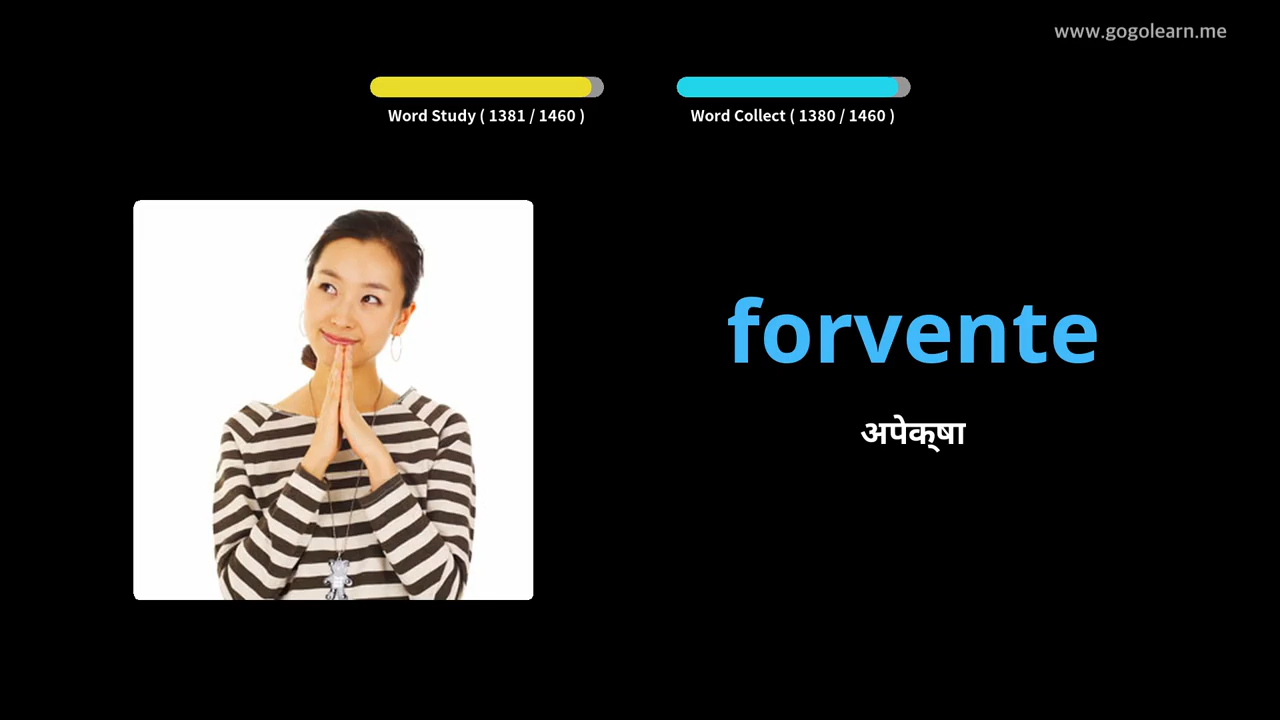 www.gogolearn.me
Word Study ( 1381 / 1460 )
Word Collect ( 1380 / 1460 )
forvente
अपेक्‌षा